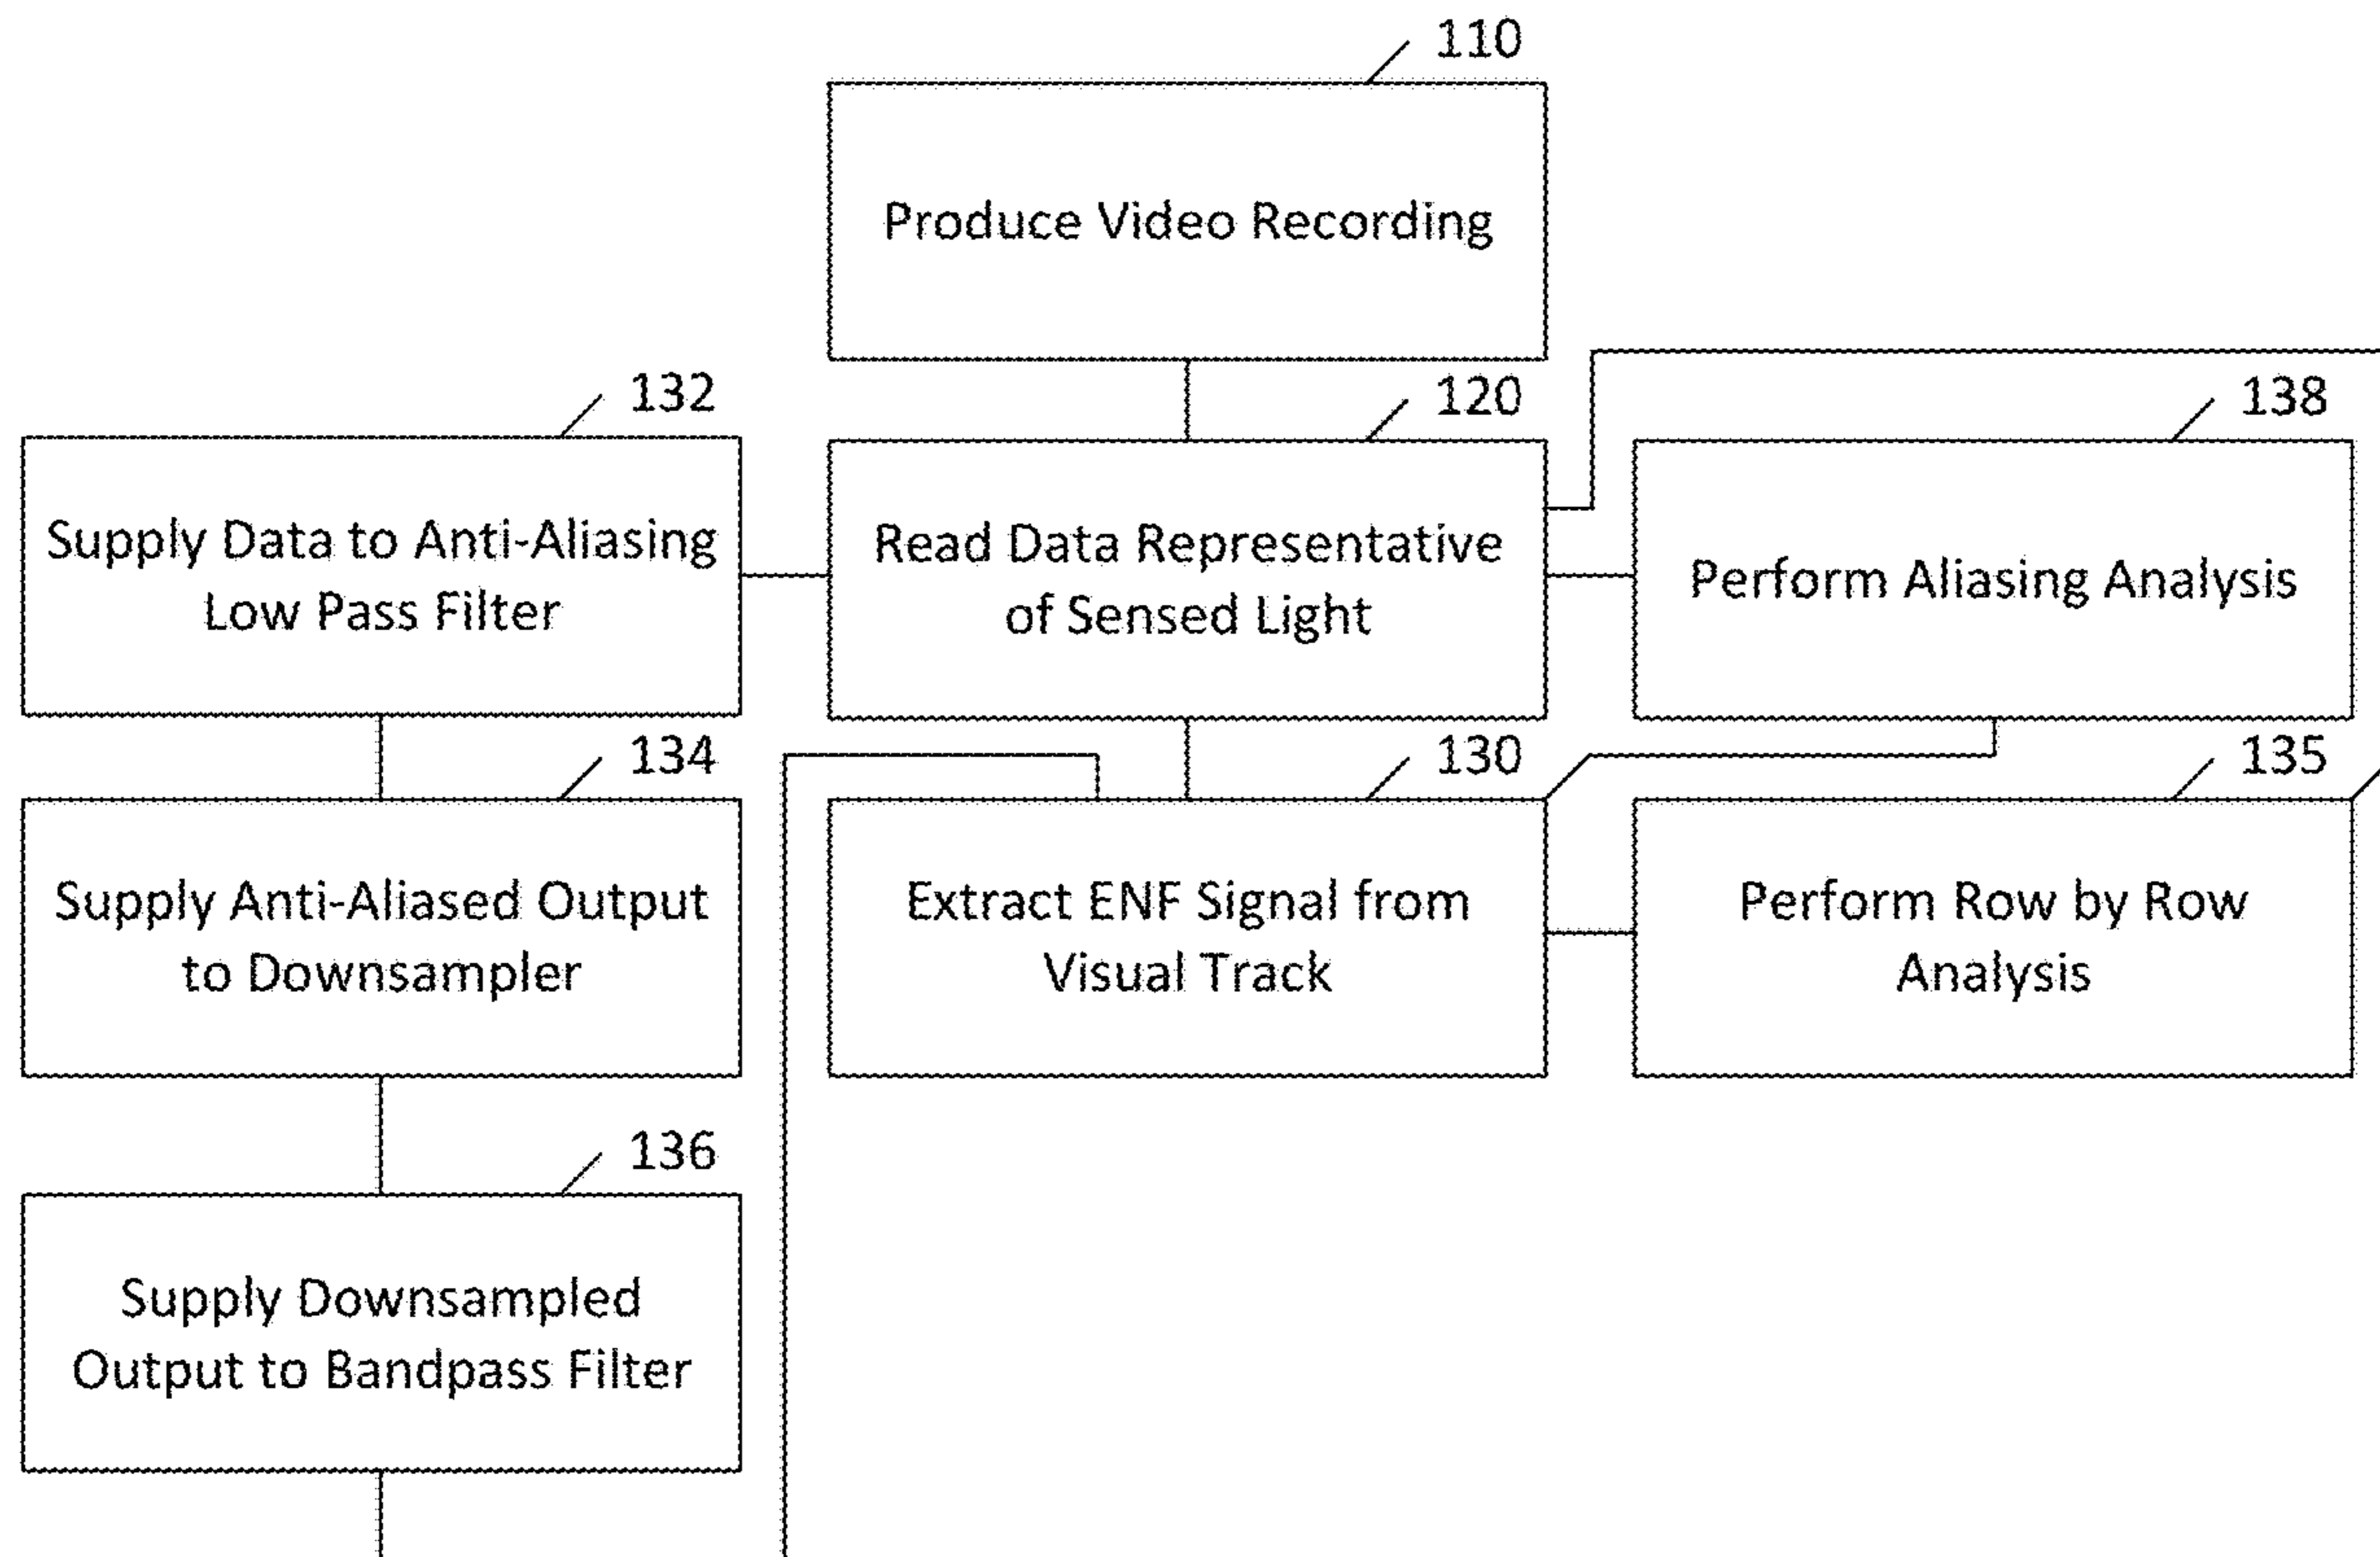 110
Produce Video Recording
132
120
138
Supply Data to Anti-Aliasing
Low Pass Filter
Read Data Representative
of Sensed Light
Perform Aliasing Analysis
134
130
135
Supply Anti-Aliased Output
to Downsampler
Extract ENF Signal from
Visual Track
Perform Row by Row
Analysis
136
Supply Downsampled
Output to Bandpass Filter